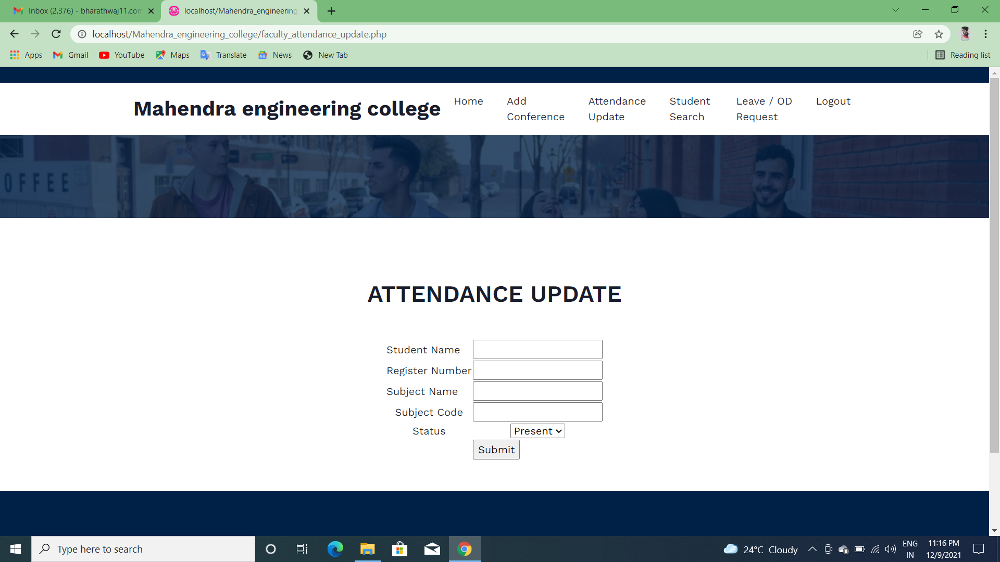 Inbox (2,376) - bharathwaj11.com
localhost/Mahendra_engineering
localhost/Mahendra_engineering_college/faculty_attendance_update.php
Apps
Gmail
YouTube
Maps
Translate
News
New Tab
Reading list
Mahendra engineering college
Home
Add
Conference
Attendance
Update
Student
Search
Leave / OD
Request
Logout
OFFEE
ATTENDANCE UPDATE
Student Name
Register Number
Subject Name
Subject Code
Status
Present
Submit
Type here to search
24°C Cloudy
ENG
IN
11:16 PM
12/9/2021